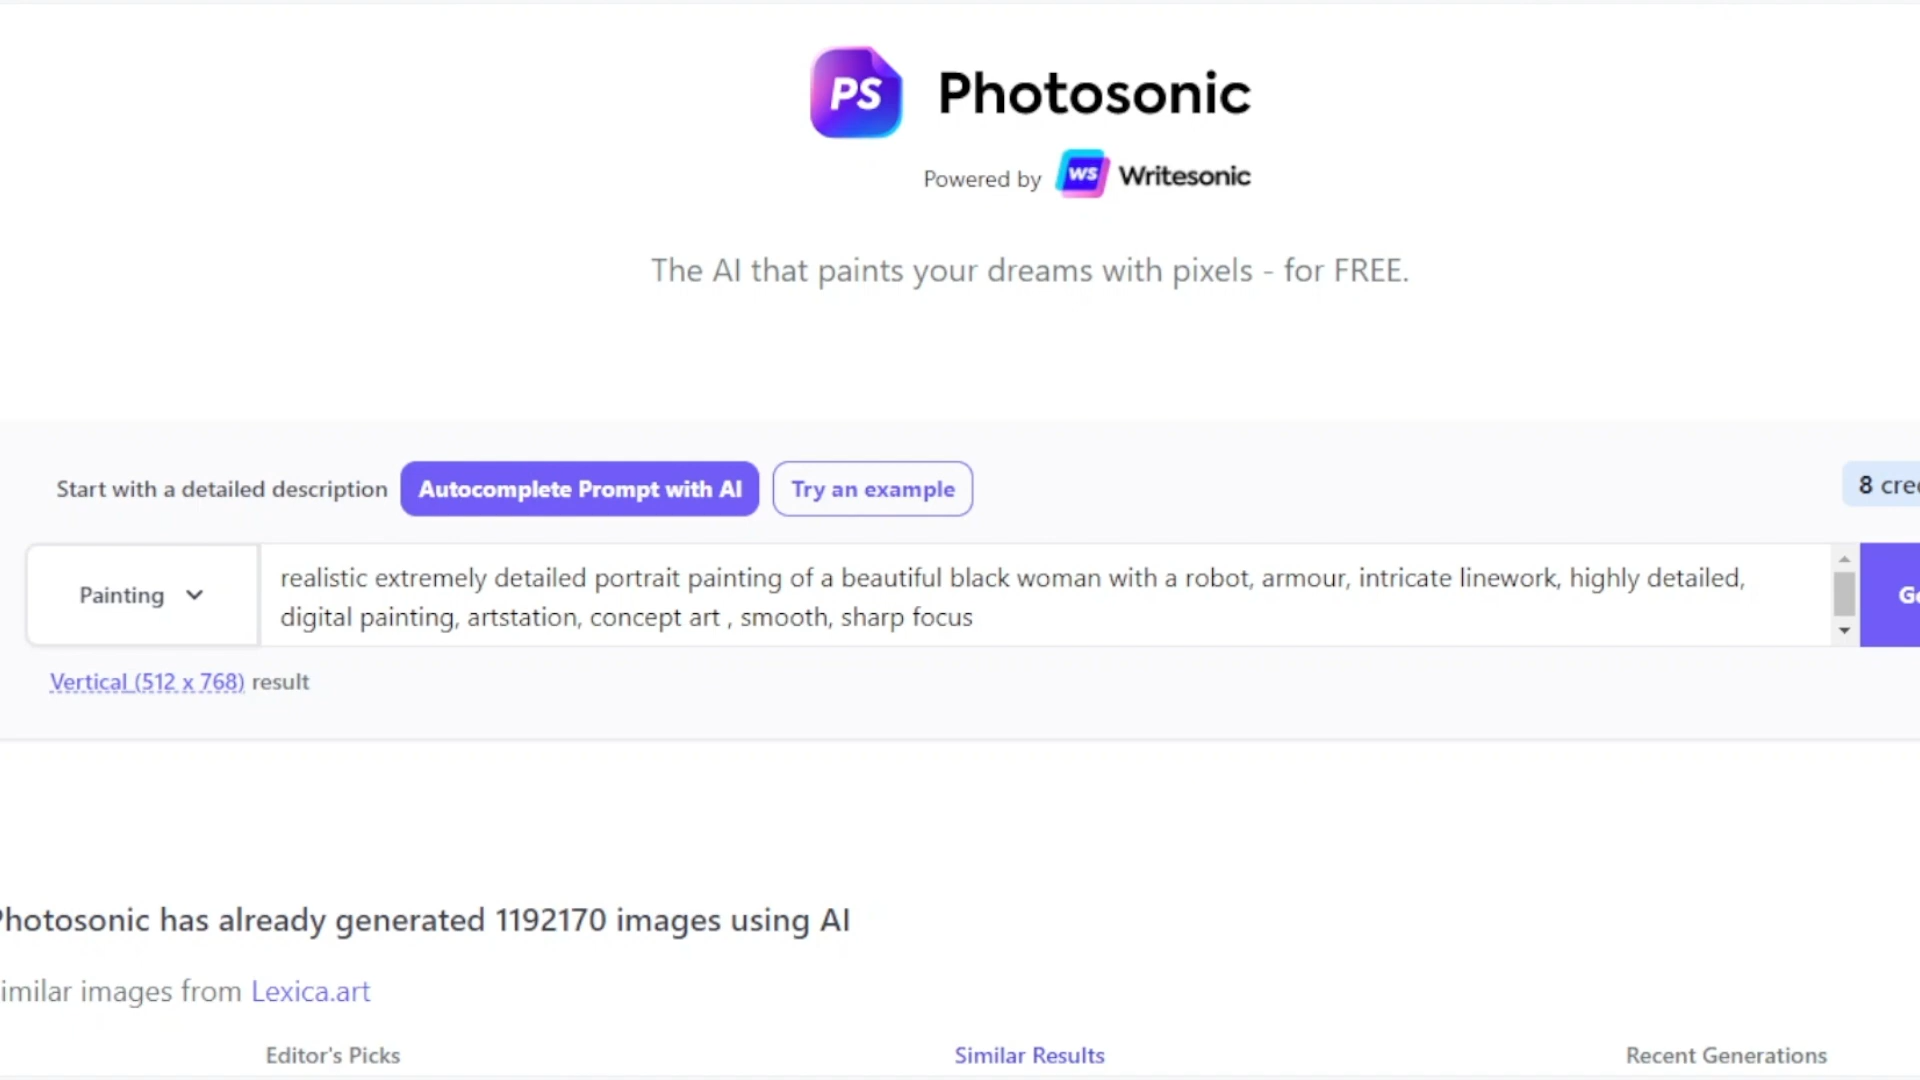 PS Photosonic
Powered by WS Writesonic
The AI that paints your dreams with pixels - for FREE.
Start with a detailed description Autocomplete Prompt with AI Try an example 8
Painting realistic extremely detailed portrait painting of a beautiful black woman with a robot, armour, intricate linework, highly detailed,
digital painting, artstation, concept art , smooth, sharp focus
Vertical (512 x 768) result
Photosonic has already generated 1192170 images using AI
imilar images from Lexica.art
Editor's Picks Similar Results Recent Generations